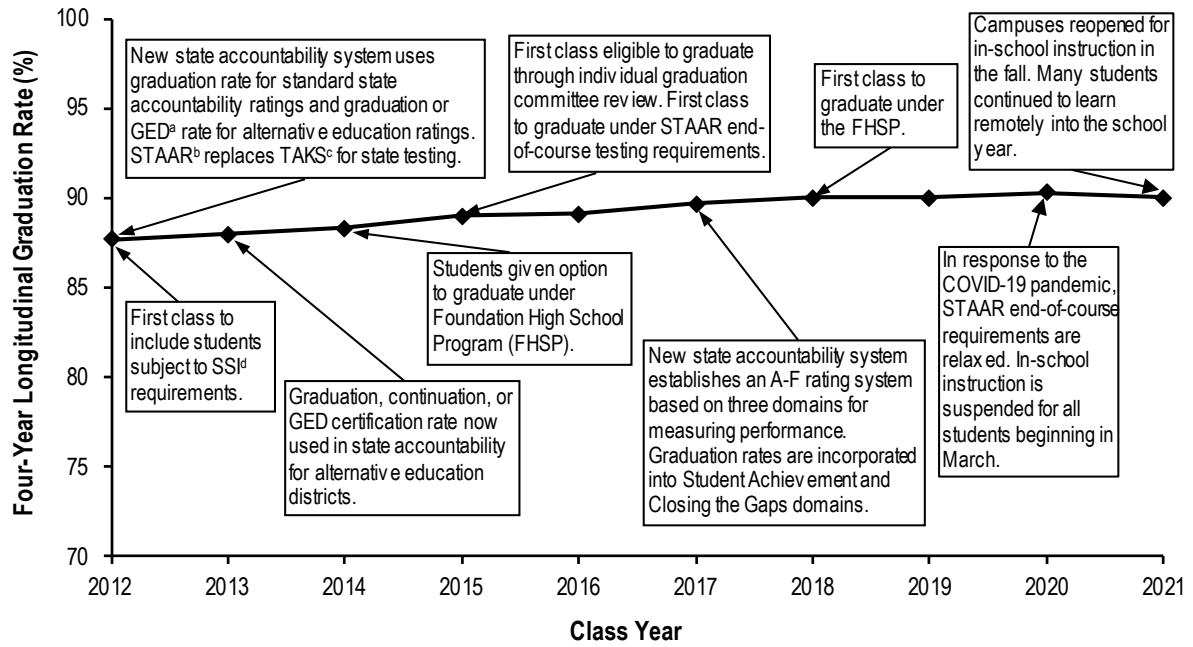 Four-Year Longitudinal Graduation Rate (%)
100
95
90
85
80
75
70
New state accountability system uses
graduation rate for standard state
accountability ratings and graduation or
GEDᵃ rate for alternative education ratings.
STAARᵇ replaces TAKSᶜ for state testing.
First class eligible to graduate
through individual graduation
committee review. First class
to graduate under STAAR end-
of-course testing requirements.
First class to
graduate under
the FHSP.
Campuses reopened for
in-school instruction in
the fall. Many students
continued to learn
remotely into the school
year.
First class to
include students
subject to SSIᵈ
requirements.
Graduation, continuation, or
GED certification rate now
used in state accountability
for alternative education
districts.
Students given option
to graduate under
Foundation High School
Program (FHSP).
New state accountability system
establishes an A-F rating system
based on three domains for
measuring performance.
Graduation rates are incorporated
into Student Achievement and
Closing the Gaps domains.
In response to the
COVID-19 pandemic,
STAAR end-of-course
requirements are
relaxed. In-school
instruction is
suspended for all
students beginning in
March.
2012 2013 2014 2015 2016 2017 2018 2019 2020 2021
Class Year